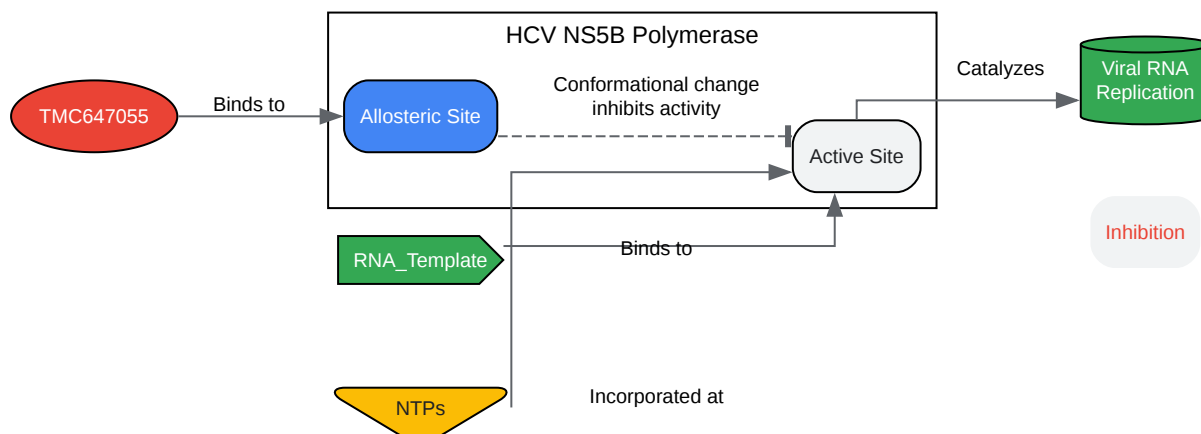 HCV NS5B Polymerase
TMC647055
Binds to
Allosteric Site
Conformational change
inhibits activity
Active Site
Catalyzes
Viral RNA
Replication
RNA_Template
Binds to
Inhibition
NTPs
Incorporated at